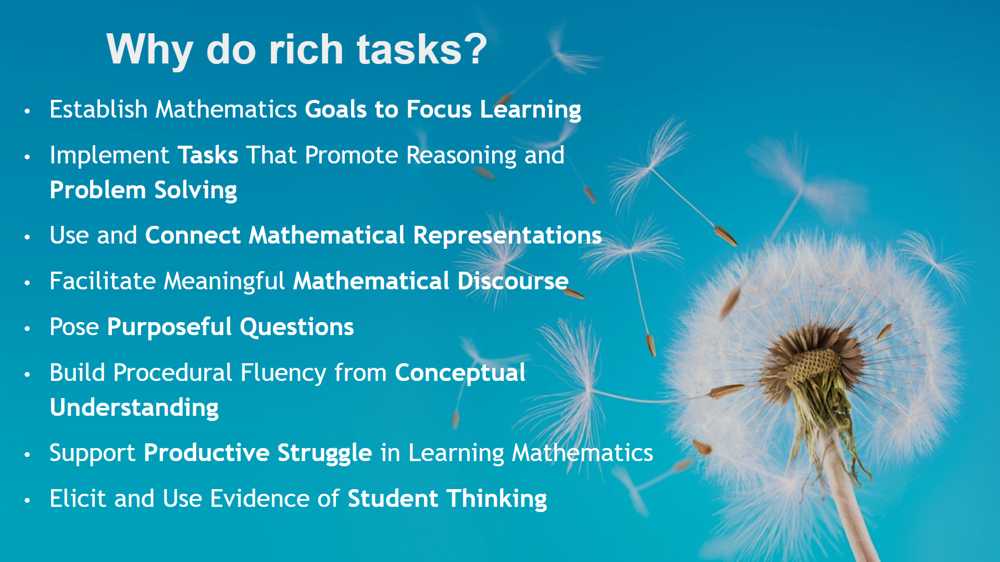 Why do rich tasks?
• Establish Mathematics Goals to Focus Learning
• Implement Tasks That Promote Reasoning and
Problem Solving
• Use and Connect Mathematical Representations
• Facilitate Meaningful Mathematical Discourse
• Pose Purposeful Questions
• Build Procedural Fluency from Conceptual
Understanding
• Support Productive Struggle in Learning Mathematics
• Elicit and Use Evidence of Student Thinking